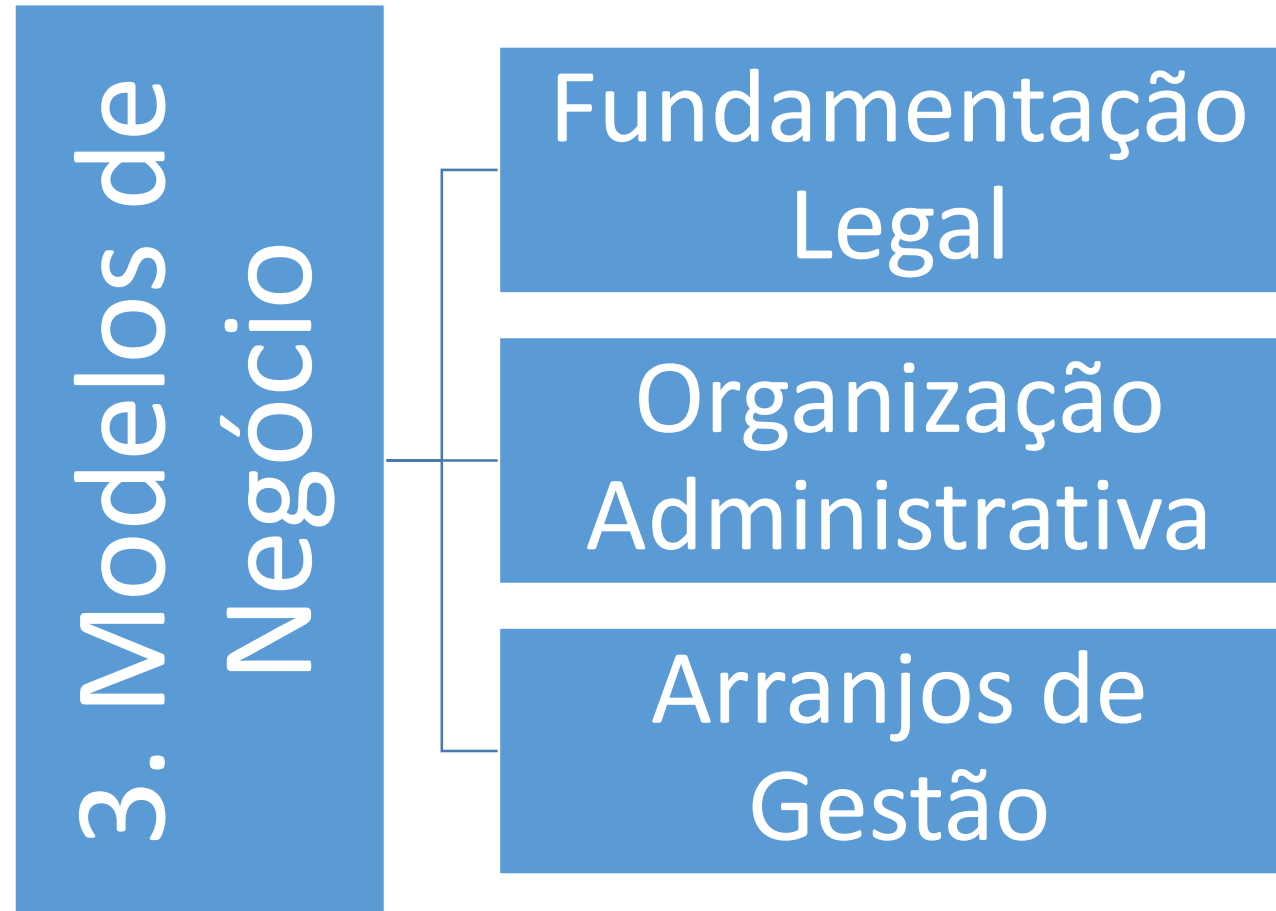 3. Modelos de
Negócio
Fundamentação
Legal
Organização
Administrativa
Arranjos de
Gestão